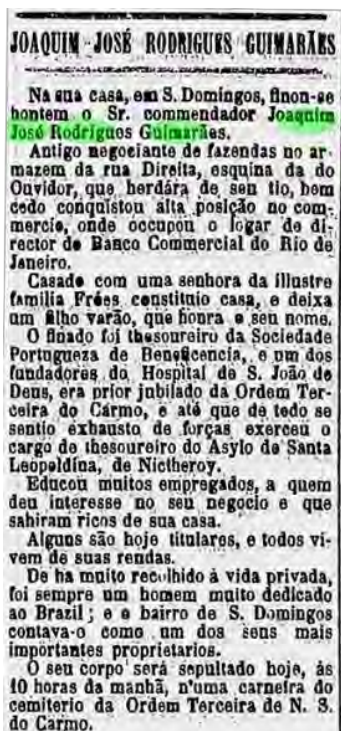 JOAQUIM JOSÉ RODRIGUES GUIMARÃES
Na sua casa, em S. Domingos, finou-se
hontem o Sr. commendador Joaquim
José Rodrigues Guimarães.
Antigo negociante de fazendas no ar-
mazem da rua Direita, esquina da do
Ouvidor, que herdára de seu tio, bem
cedo conquistou alta posição no com-
mercio, onde occupou o logar de di-
rector do Banco Commercial do Rio de
Janeiro.
Casado com uma senhora da illustre
familia Fróes constituio casa, e deixa
um filho varão, que honra o seu nome.
O finado foi thesoureiro da Sociedade
Portugueza de Beneficencia, e um dos
fundadores do Hospital de S. João de
Deus, era prior jubilado da Ordem Ter-
ceira do Carmo, e até que de todo se
sentio exhausto de forças exerceu o
cargo de thesoureiro do Asylo de Santa
Leopoldina, de Nictheroy.
Educou muitos empregados, a quem
deu interesse no seu negocio e que
sahiram ricos de sua casa.
Alguns são hoje titulares, e todos vi-
vem de suas rendas.
De ha muito recolhido á vida privada,
foi sempre um homem muito dedicado
ao Brazil; e o bairro de S. Domingos
contava-o como um dos seus mais
importantes proprietarios.
O seu corpo será sepultado hoje, ás
10 horas da manhã, n'uma carneira do
cemiterio da Ordem Terceira de N. S.
do Carmo.